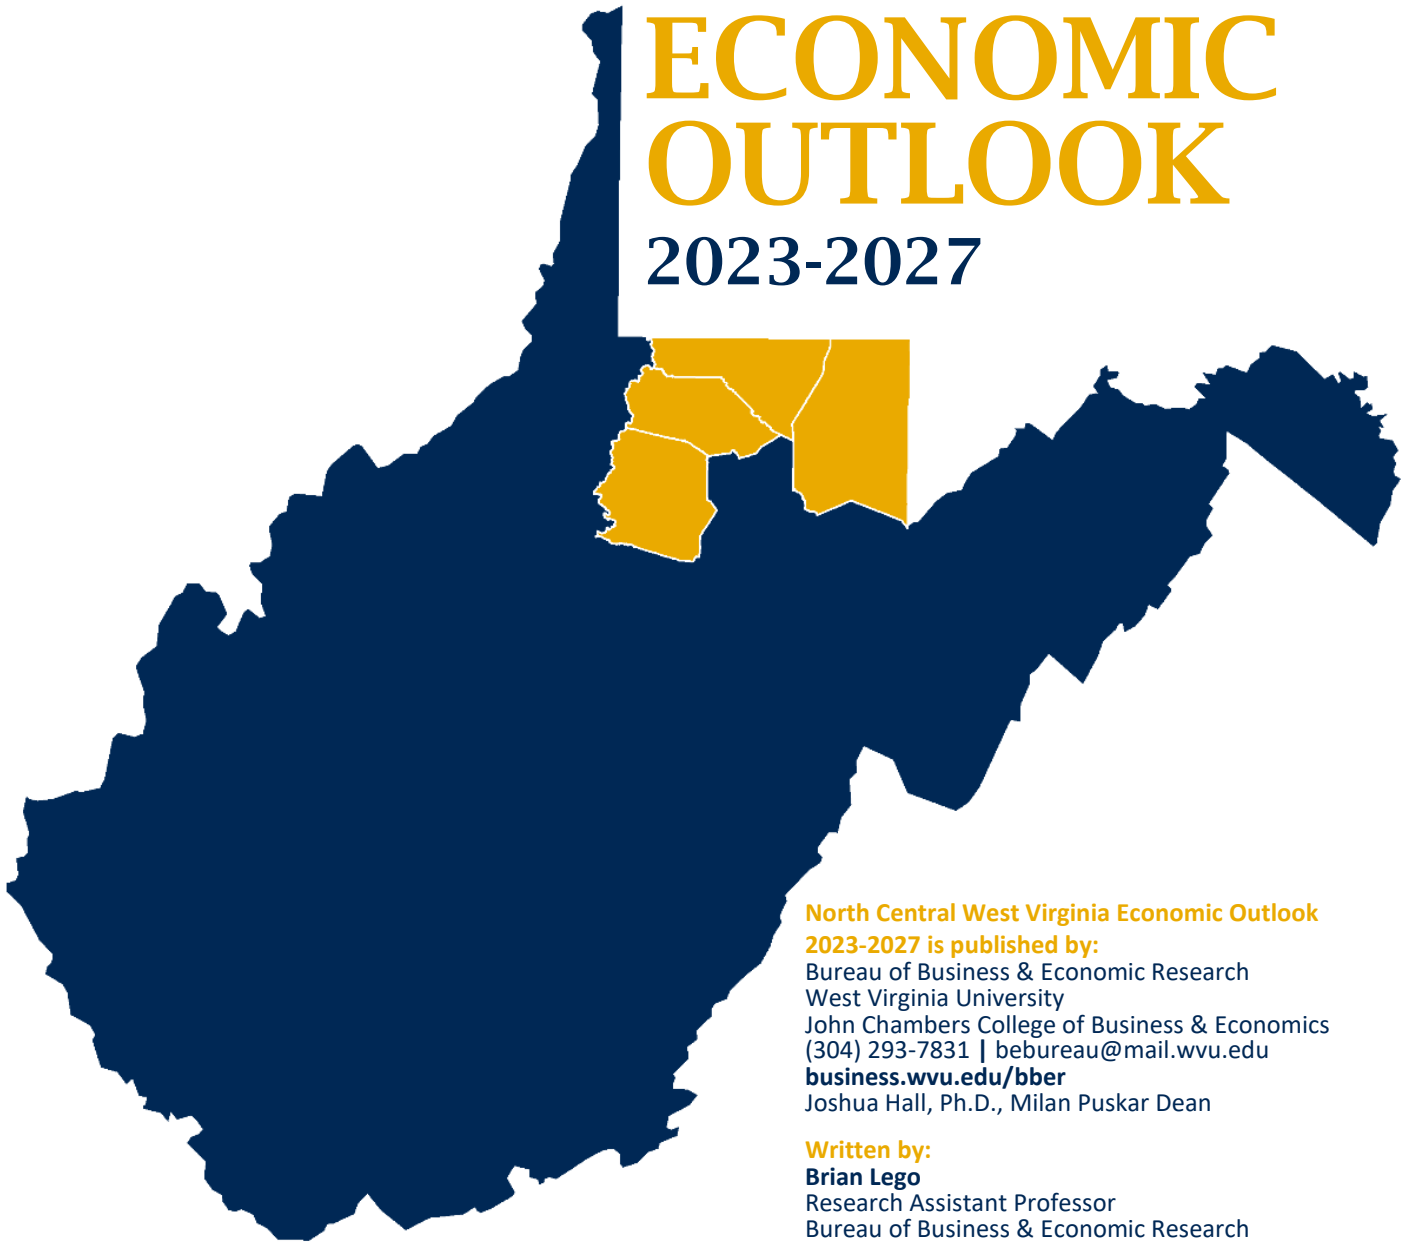 ECONOMIC
OUTLOOK
2023-2027
North Central West Virginia Economic Outlook
2023-2027 is published by:
Bureau of Business & Economic Research
West Virginia University
John Chambers College of Business & Economics
(304) 293-7831 | bebureau@mail.wvu.edu
business.wvu.edu/bber
Joshua Hall, Ph.D., Milan Puskar Dean
Written by:
Brian Lego
Research Assistant Professor
Bureau of Business & Economic Research